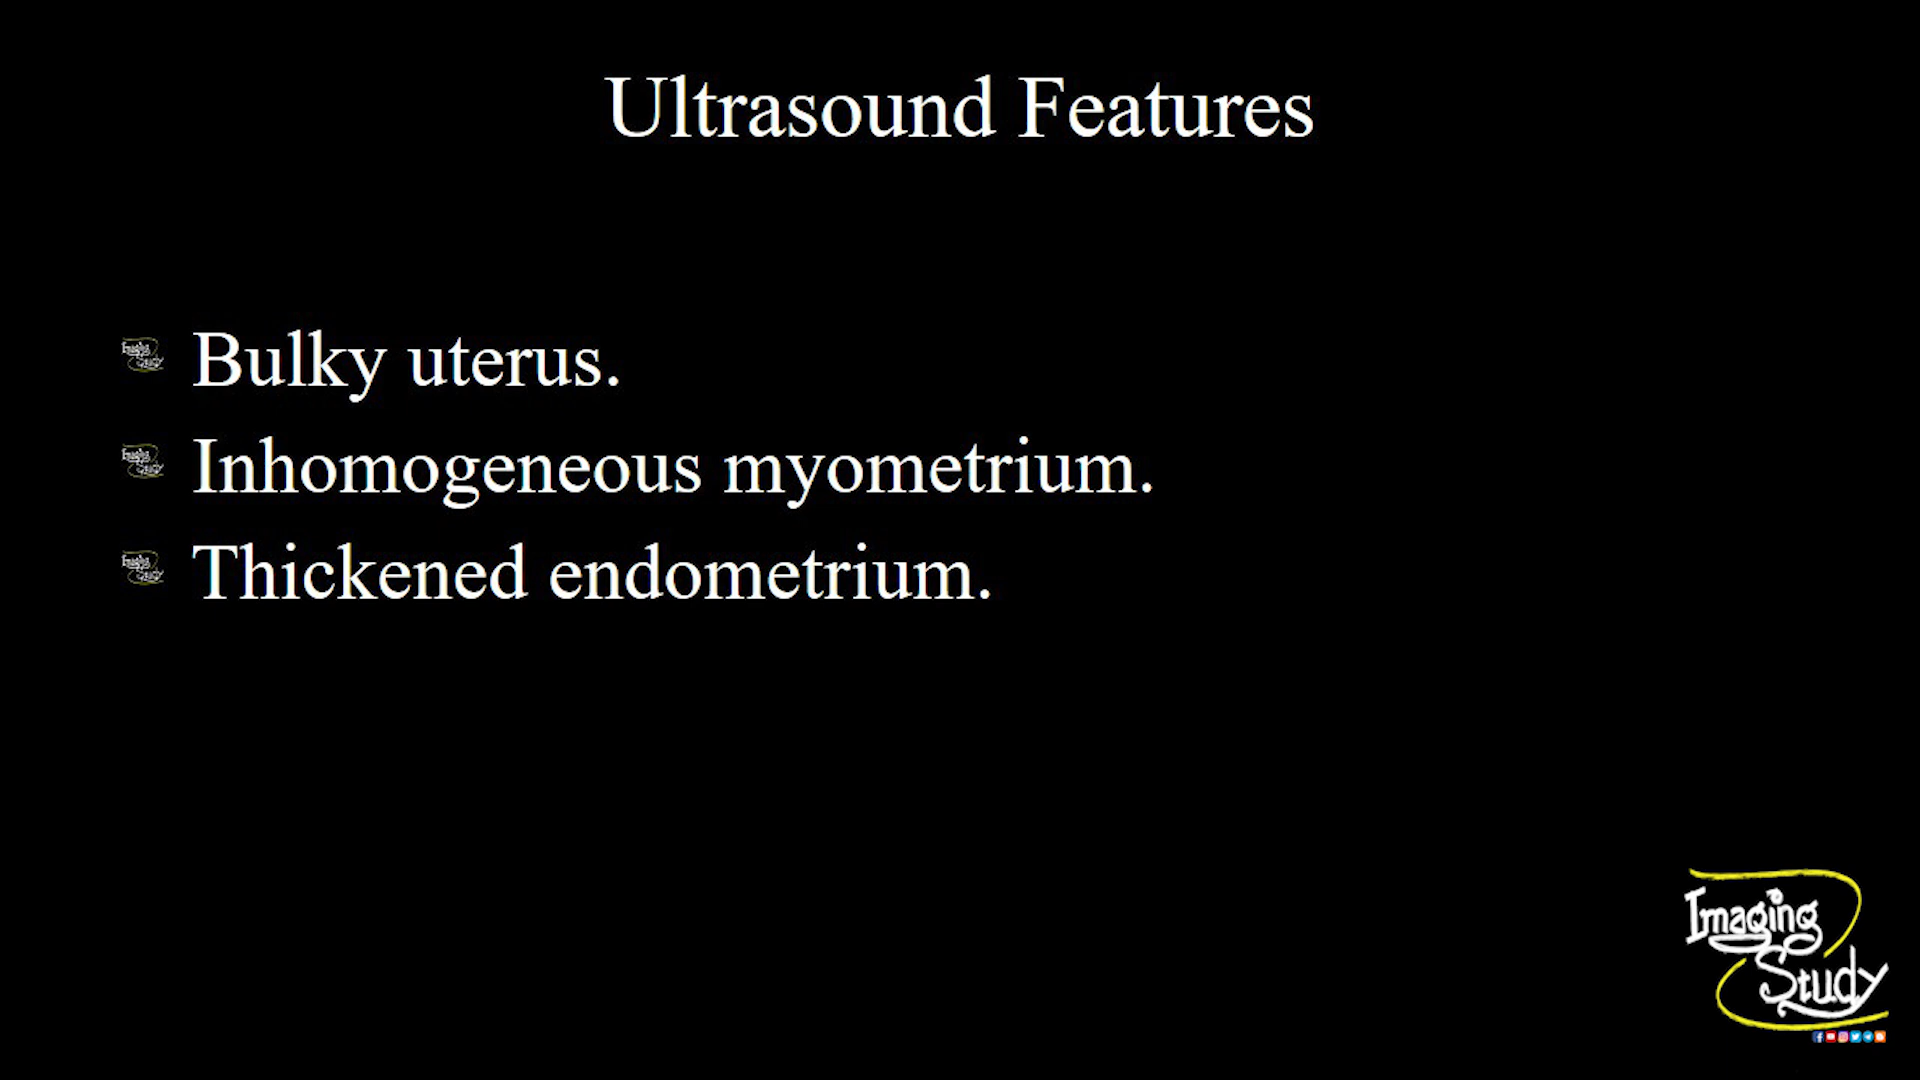 Ultrasound Features
Bulky uterus.
Inhomogeneous myometrium.
Thickened endometrium.
Imaging
Study